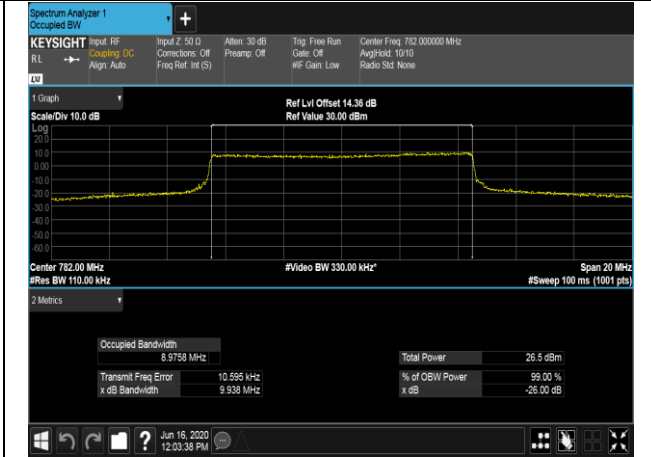 Spectrum Analyzer 1
Occupied BW
+
KEYSIGHT Input: RF Input Z: 50 Ω Atten: 30 dB Trig: Free Run Center Freq: 782.000000 MHz
RL Coupling: DC Corrections: Off Preamp: Off Gate: Off Avg|Hold: 10/10
Align: Auto Freq Ref: Int (S) #IF Gain: Low Radio Std: None
LXI
1 Graph
Ref Lvl Offset 14.36 dB
Scale/Div 10.0 dB Ref Value 30.00 dBm
Log
20.0
10.0
0.00
-10.0
-20.0
-30.0
-40.0
-50.0
-60.0
Center 782.00 MHz #Video BW 330.00 kHz* Span 20 MHz
#Res BW 110.00 kHz #Sweep 100 ms (1001 pts)
2 Metrics
Occupied Bandwidth
8.9758 MHz Total Power 26.5 dBm
Transmit Freq Error 10.595 kHz % of OBW Power 99.00 %
x dB Bandwidth 9.938 MHz x dB -26.00 dB
? Jun 16, 2020
12:03:38 PM